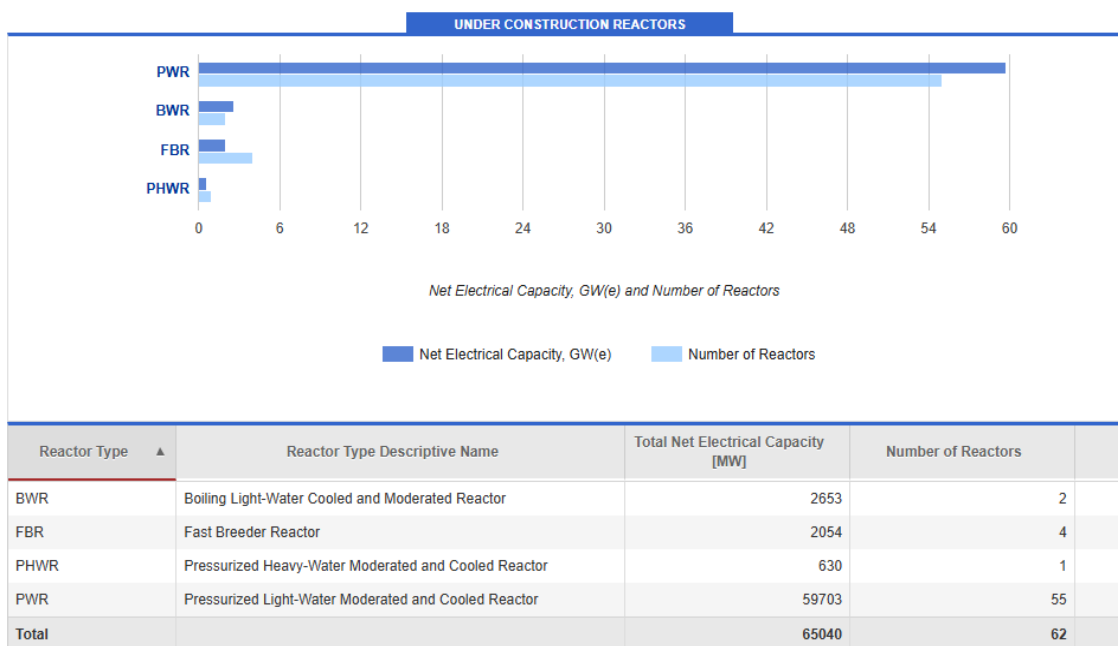 UNDER CONSTRUCTION REACTORS
PWR
BWR
FBR
PHWR
0 6 12 18 24 30 36 42 48 54 60
Net Electrical Capacity, GW(e) and Number of Reactors
Net Electrical Capacity, GW(e) Number of Reactors
Reactor Type ▲ Reactor Type Descriptive Name Total Net Electrical Capacity [MW] Number of Reactors
BWR Boiling Light-Water Cooled and Moderated Reactor 2653 2
FBR Fast Breeder Reactor 2054 4
PHWR Pressurized Heavy-Water Moderated and Cooled Reactor 630 1
PWR Pressurized Light-Water Moderated and Cooled Reactor 59703 55
Total 65040 62